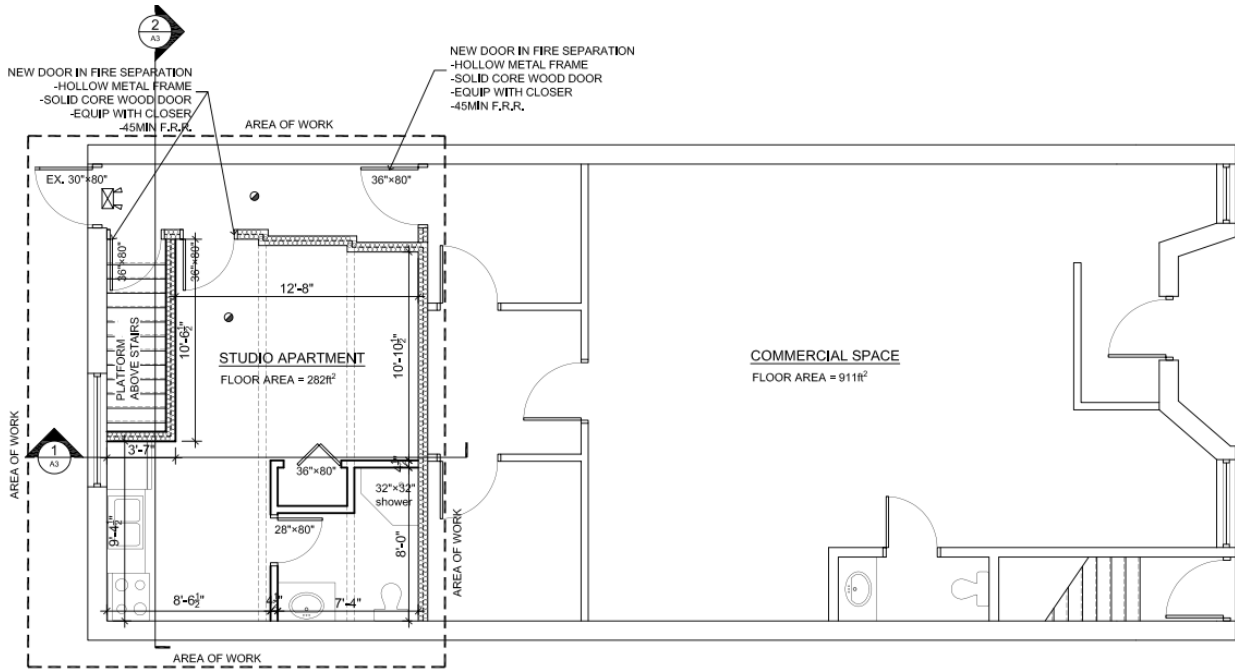 2
A3
NEW DOOR IN FIRE SEPARATION
-HOLLOW METAL FRAME
-SOLID CORE WOOD DOOR
-EQUIP WITH CLOSER
-45MIN F.R.R.
NEW DOOR IN FIRE SEPARATION
-HOLLOW METAL FRAME
-SOLID CORE WOOD DOOR
-EQUIP WITH CLOSER
-45MIN F.R.R.
AREA OF WORK
EX. 30"×80"
36"×80"
36"×80"
36"×80"
12'-8"
PLATFORM
ABOVE STAIRS
10'-6½"
10'-10½"
STUDIO APARTMENT
FLOOR AREA = 282ft²
COMMERCIAL SPACE
FLOOR AREA = 911ft²
AREA OF WORK
1
A3
3'-7"
36"×80"
32"×32"
shower
28"×80"
9'-4½"
8'-0"
AREA OF WORK
8'-6½"
7'-4"
AREA OF WORK